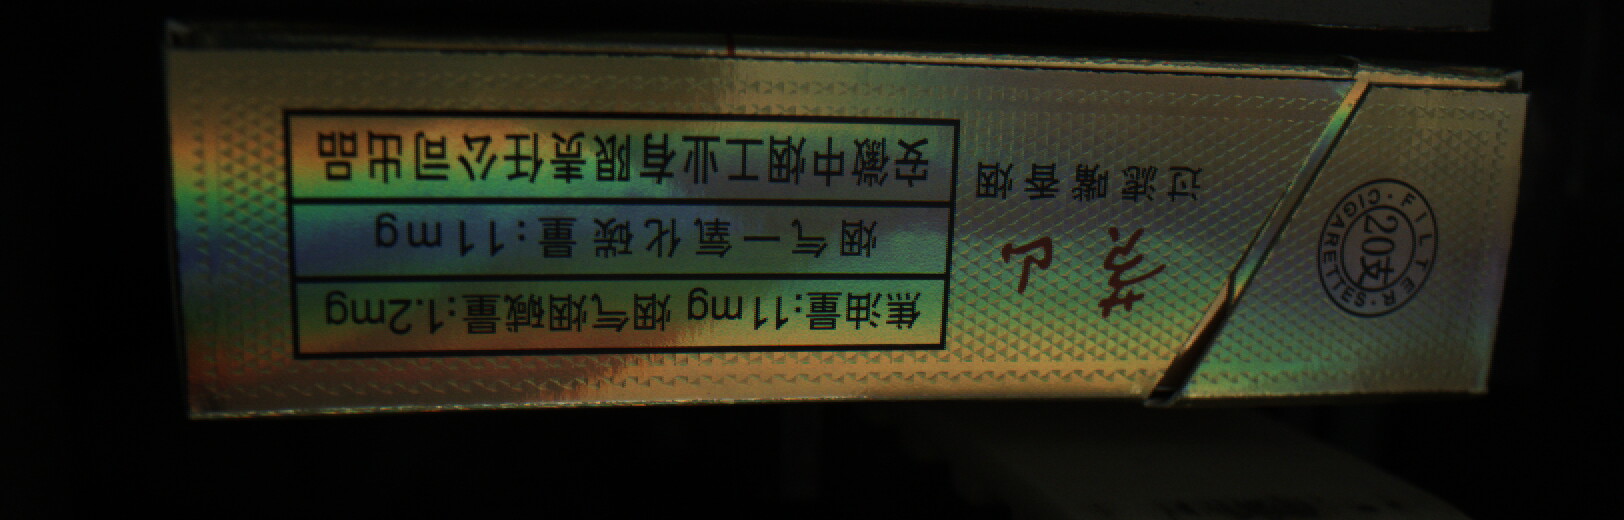 FILTER·CIGARETTES·
20支
黄山
过滤嘴香烟
焦油量:11mg 烟气烟碱量:1.2mg
烟气一氧化碳量:11mg
安徽中烟工业有限责任公司出品